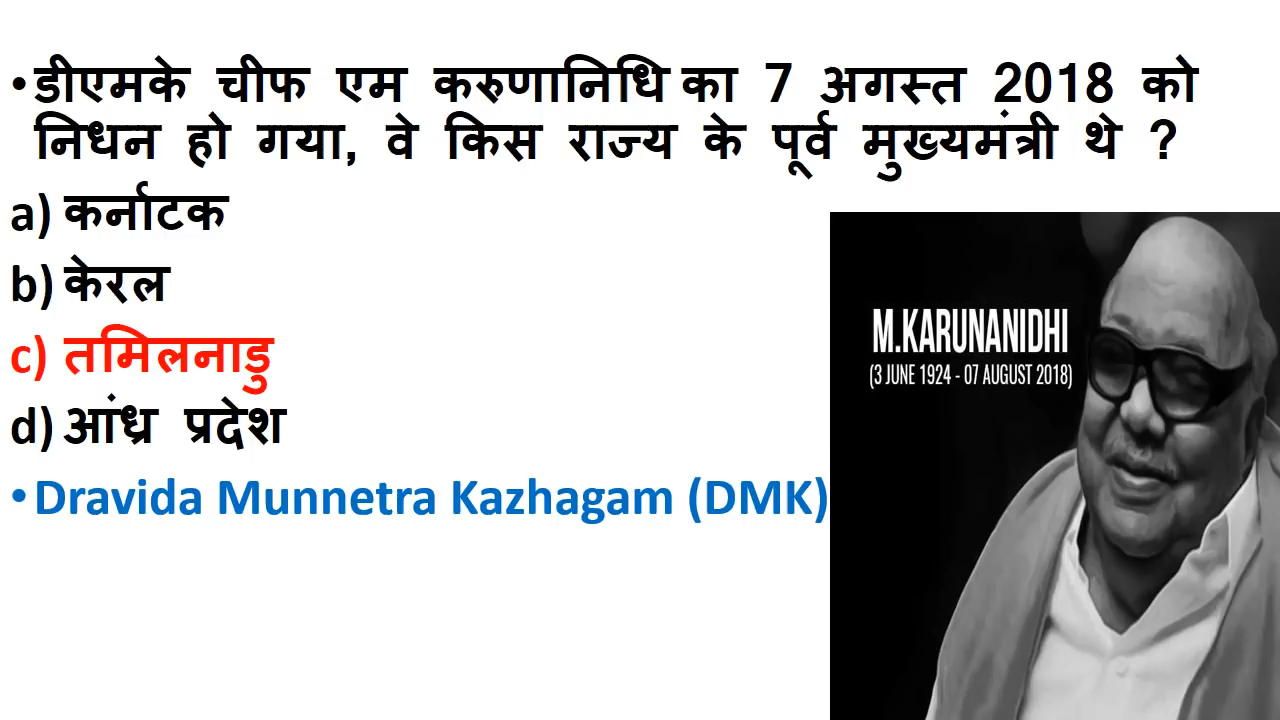 •डीएमके चीफ एम करुणानिधि का 7 अगस्त 2018 को
निधन हो गया, वे किस राज्य के पूर्व मुख्यमंत्री थे ?
a) कर्नाटक
b) केरल
c) तमिलनाडु
d) आंध्र प्रदेश
•Dravida Munnetra Kazhagam (DMK)
M.KARUNANIDHI
(3 JUNE 1924 - 07 AUGUST 2018)